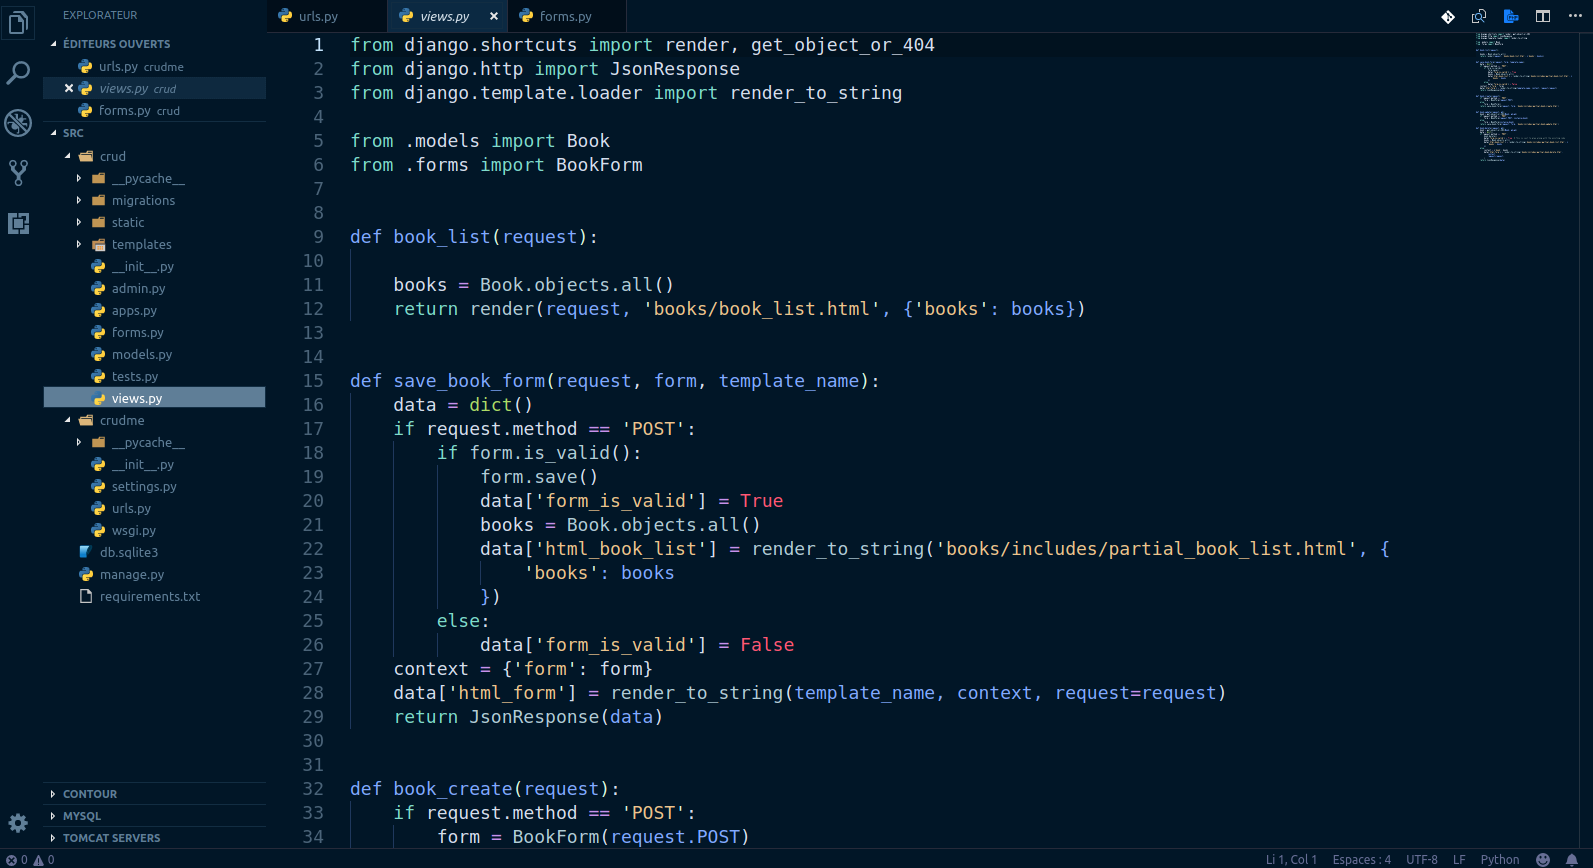 EXPLORATEUR
ÉDITEURS OUVERTS
urls.py crudme
views.py crud
forms.py crud
SRC
crud
__pycache__
migrations
static
templates
__init__.py
admin.py
apps.py
forms.py
models.py
tests.py
views.py
crudme
__pycache__
__init__.py
settings.py
urls.py
wsgi.py
db.sqlite3
manage.py
requirements.txt
CONTOUR
MYSQL
TOMCAT SERVERS
urls.py views.py forms.py
1 from django.shortcuts import render, get_object_or_404
2 from django.http import JsonResponse
3 from django.template.loader import render_to_string
4
5 from .models import Book
6 from .forms import BookForm
7
8
9 def book_list(request):
10
11     books = Book.objects.all()
12     return render(request, 'books/book_list.html', {'books': books})
13
14
15 def save_book_form(request, form, template_name):
16     data = dict()
17     if request.method == 'POST':
18         if form.is_valid():
19             form.save()
20             data['form_is_valid'] = True
21             books = Book.objects.all()
22             data['html_book_list'] = render_to_string('books/includes/partial_book_list.html', {
23                 'books': books
24             })
25         else:
26             data['form_is_valid'] = False
27     context = {'form': form}
28     data['html_form'] = render_to_string(template_name, context, request=request)
29     return JsonResponse(data)
30
31
32 def book_create(request):
33     if request.method == 'POST':
34         form = BookForm(request.POST)
0 0 Li 1, Col 1 Espaces : 4 UTF-8 LF Python